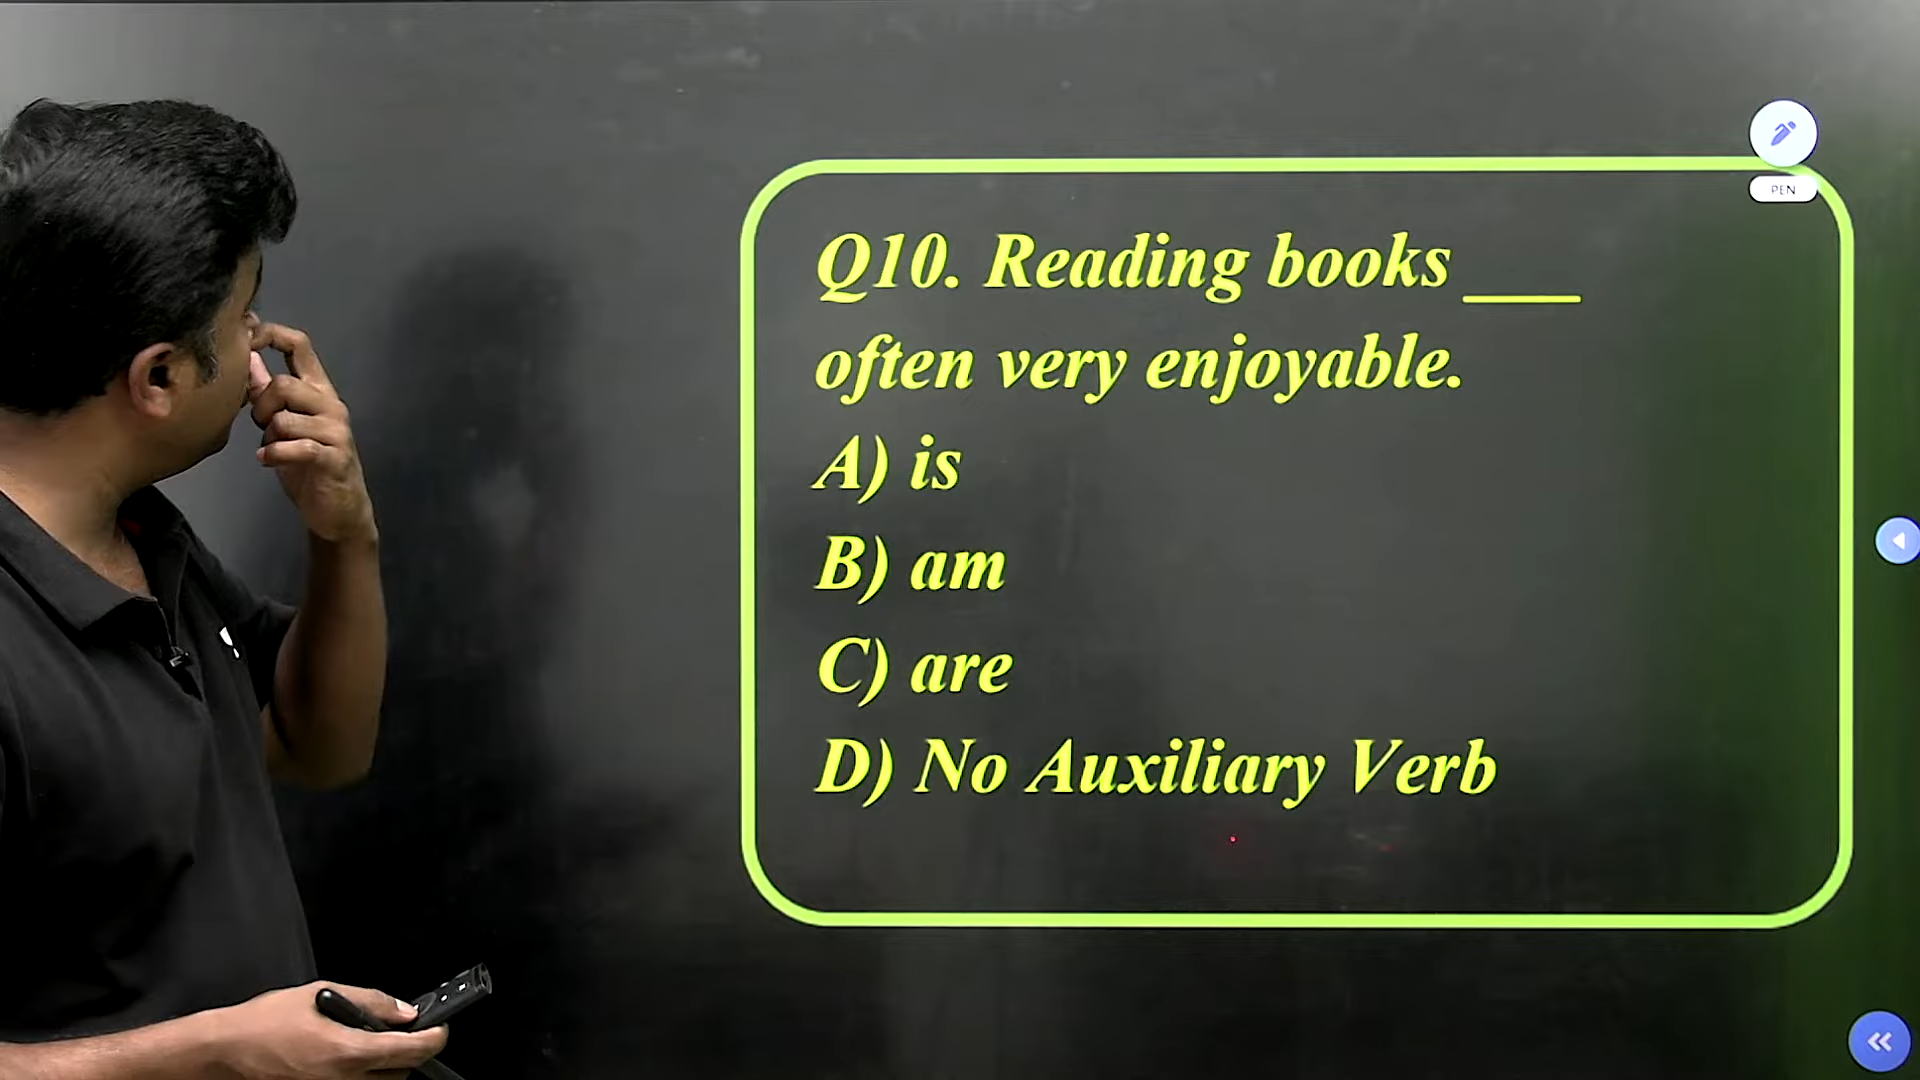 PEN
Q10. Reading books ___
often very enjoyable.
A) is
B) am
C) are
D) No Auxiliary Verb